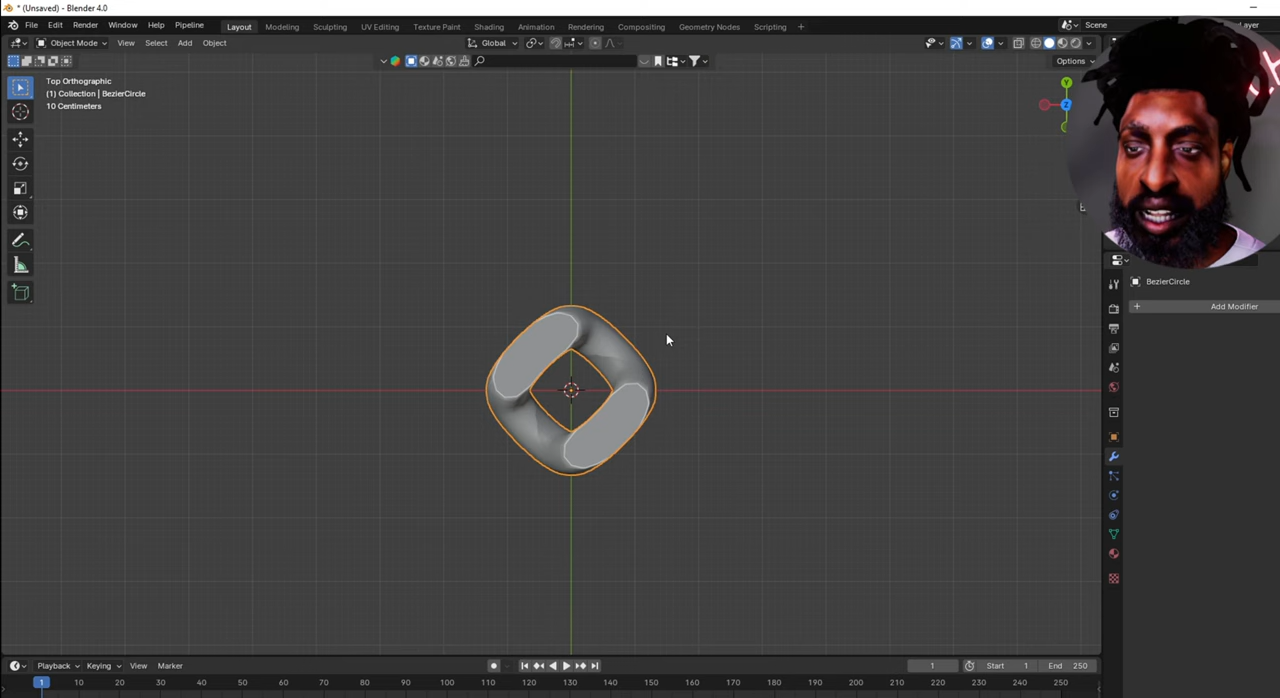 * (Unsaved) - Blender 4.0
File Edit Render Window Help Pipeline Layout Modeling Sculpting UV Editing Texture Paint Shading Animation Rendering Compositing Geometry Nodes Scripting + Scene Layer
Object Mode View Select Add Object Global
Options
Top Orthographic
(1) Collection | BezierCircle
10 Centimeters
Y
Z
BezierCircle
+ Add Modifier
Playback Keying View Marker 1 Start 1 End 250
1 10 20 30 40 50 60 70 80 90 100 110 120 130 140 150 160 170 180 190 200 210 220 230 240 250